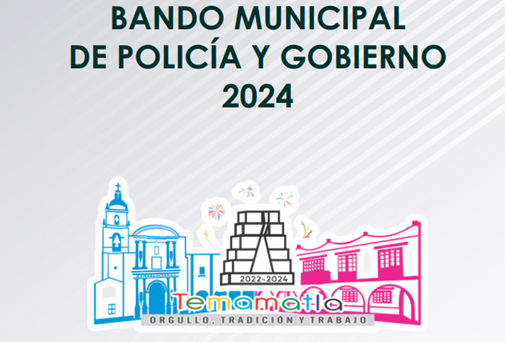 BANDO MUNICIPAL
DE POLICÍA Y GOBIERNO
2024
2022-2024
Temamatla
ORGULLO, TRADICIÓN Y TRABAJO